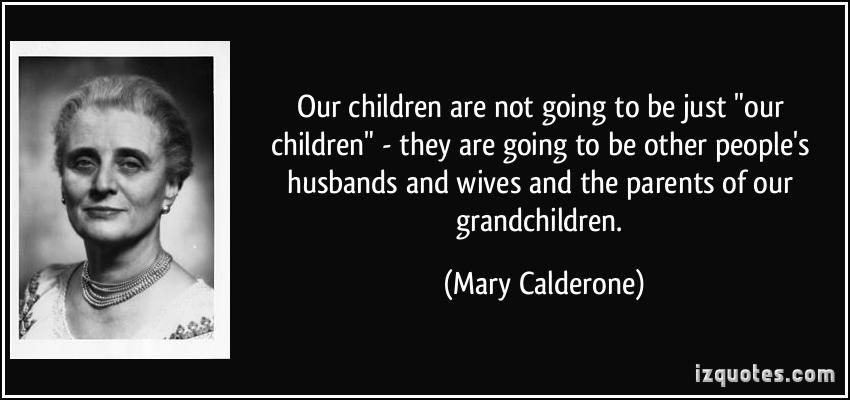 Our children are not going to be just "our
children" - they are going to be other people's
husbands and wives and the parents of our
grandchildren.
(Mary Calderone)
izquotes.com